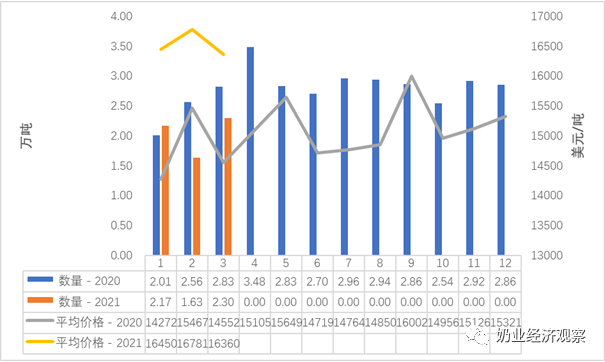 4.00 17000
3.50 16500
3.00 16000
2.50 15500
2.00 15000
1.50 14500
1.00 14000
0.50 13500
0.00 13000
万吨
美元/吨
1 2 3 4 5 6 7 8 9 10 11 12
数量 - 2020 2.01 2.56 2.83 3.48 2.83 2.70 2.96 2.94 2.86 2.54 2.92 2.86
数量 - 2021 2.17 1.63 2.30 0.00 0.00 0.00 0.00 0.00 0.00 0.00 0.00 0.00
平均价格 - 2020 14272 15467 14552 15105 15649 14719 14764 14850 16002 14956 15126 15321
平均价格 - 2021 16450 16781 16360
奶业经济观察